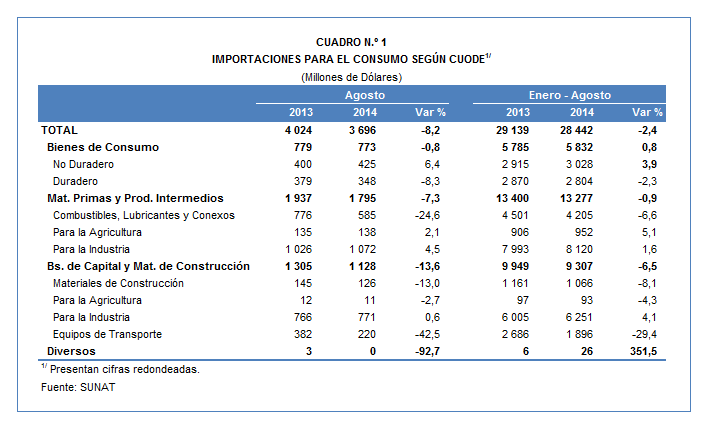 CUADRO N.º 1
IMPORTACIONES PARA EL CONSUMO SEGÚN CUODE1/
(Millones de Dólares)
Agosto Enero - Agosto
2013 2014 Var % 2013 2014 Var %
TOTAL 4 024 3 696 -8,2 29 139 28 442 -2,4
Bienes de Consumo 779 773 -0,8 5 785 5 832 0,8
No Duradero 400 425 6,4 2 915 3 028 3,9
Duradero 379 348 -8,3 2 870 2 804 -2,3
Mat. Primas y Prod. Intermedios 1 937 1 795 -7,3 13 400 13 277 -0,9
Combustibles, Lubricantes y Conexos 776 585 -24,6 4 501 4 205 -6,6
Para la Agricultura 135 138 2,1 906 952 5,1
Para la Industria 1 026 1 072 4,5 7 993 8 120 1,6
Bs. de Capital y Mat. de Construcción 1 305 1 128 -13,6 9 949 9 307 -6,5
Materiales de Construcción 145 126 -13,0 1 161 1 066 -8,1
Para la Agricultura 12 11 -2,7 97 93 -4,3
Para la Industria 766 771 0,6 6 005 6 251 4,1
Equipos de Transporte 382 220 -42,5 2 686 1 896 -29,4
Diversos 3 0 -92,7 6 26 351,5
1/ Presentan cifras redondeadas.
Fuente: SUNAT